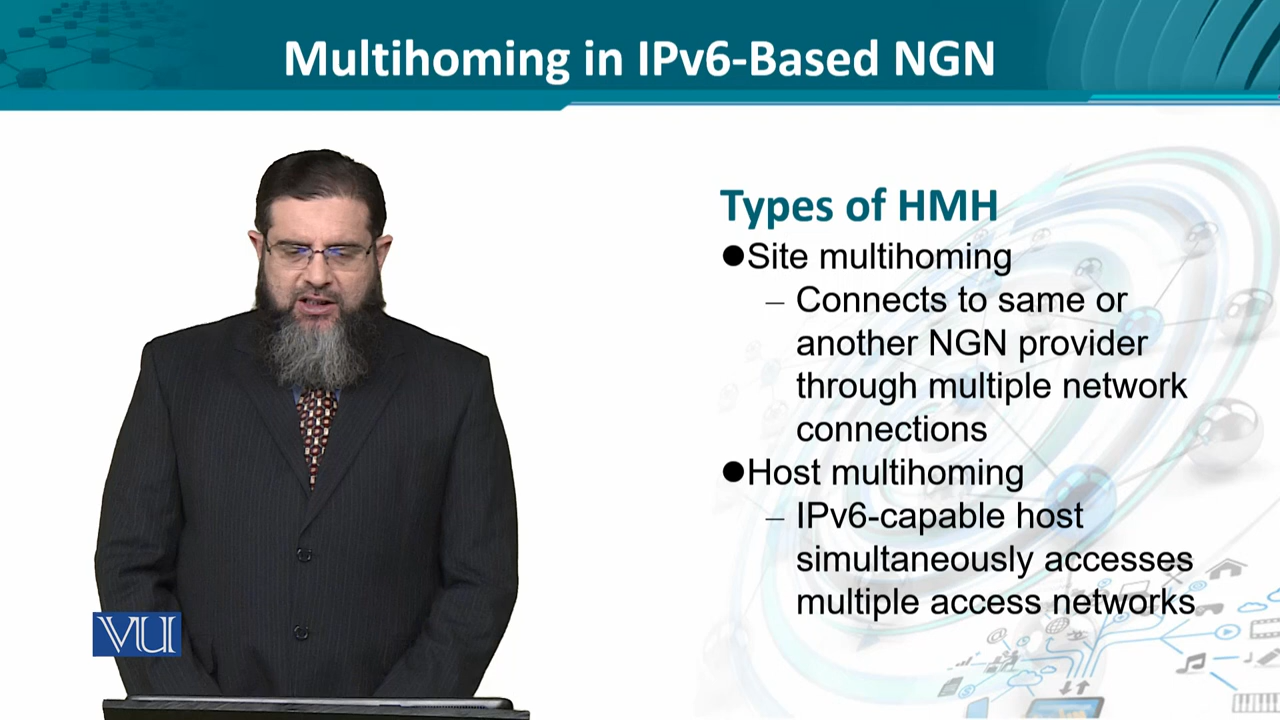 Multihoming in IPv6-Based NGN
Types of HMH
●Site multihoming
– Connects to same or
another NGN provider
through multiple network
connections
●Host multihoming
– IPv6-capable host
simultaneously accesses
multiple access networks
VU